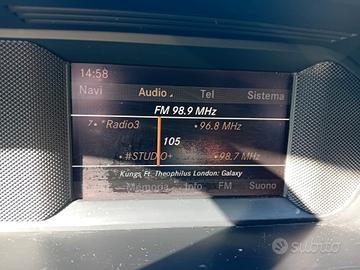 14:58
Navi Audio Tel Sistema
FM 98.9 MHz
7• *Radio3 • 96.8 MHz
105
• #STUDIO+ • 98.7 MHz
Kungs Ft. Theophilus London: Galaxy
Memoria Info FM Suono
subito